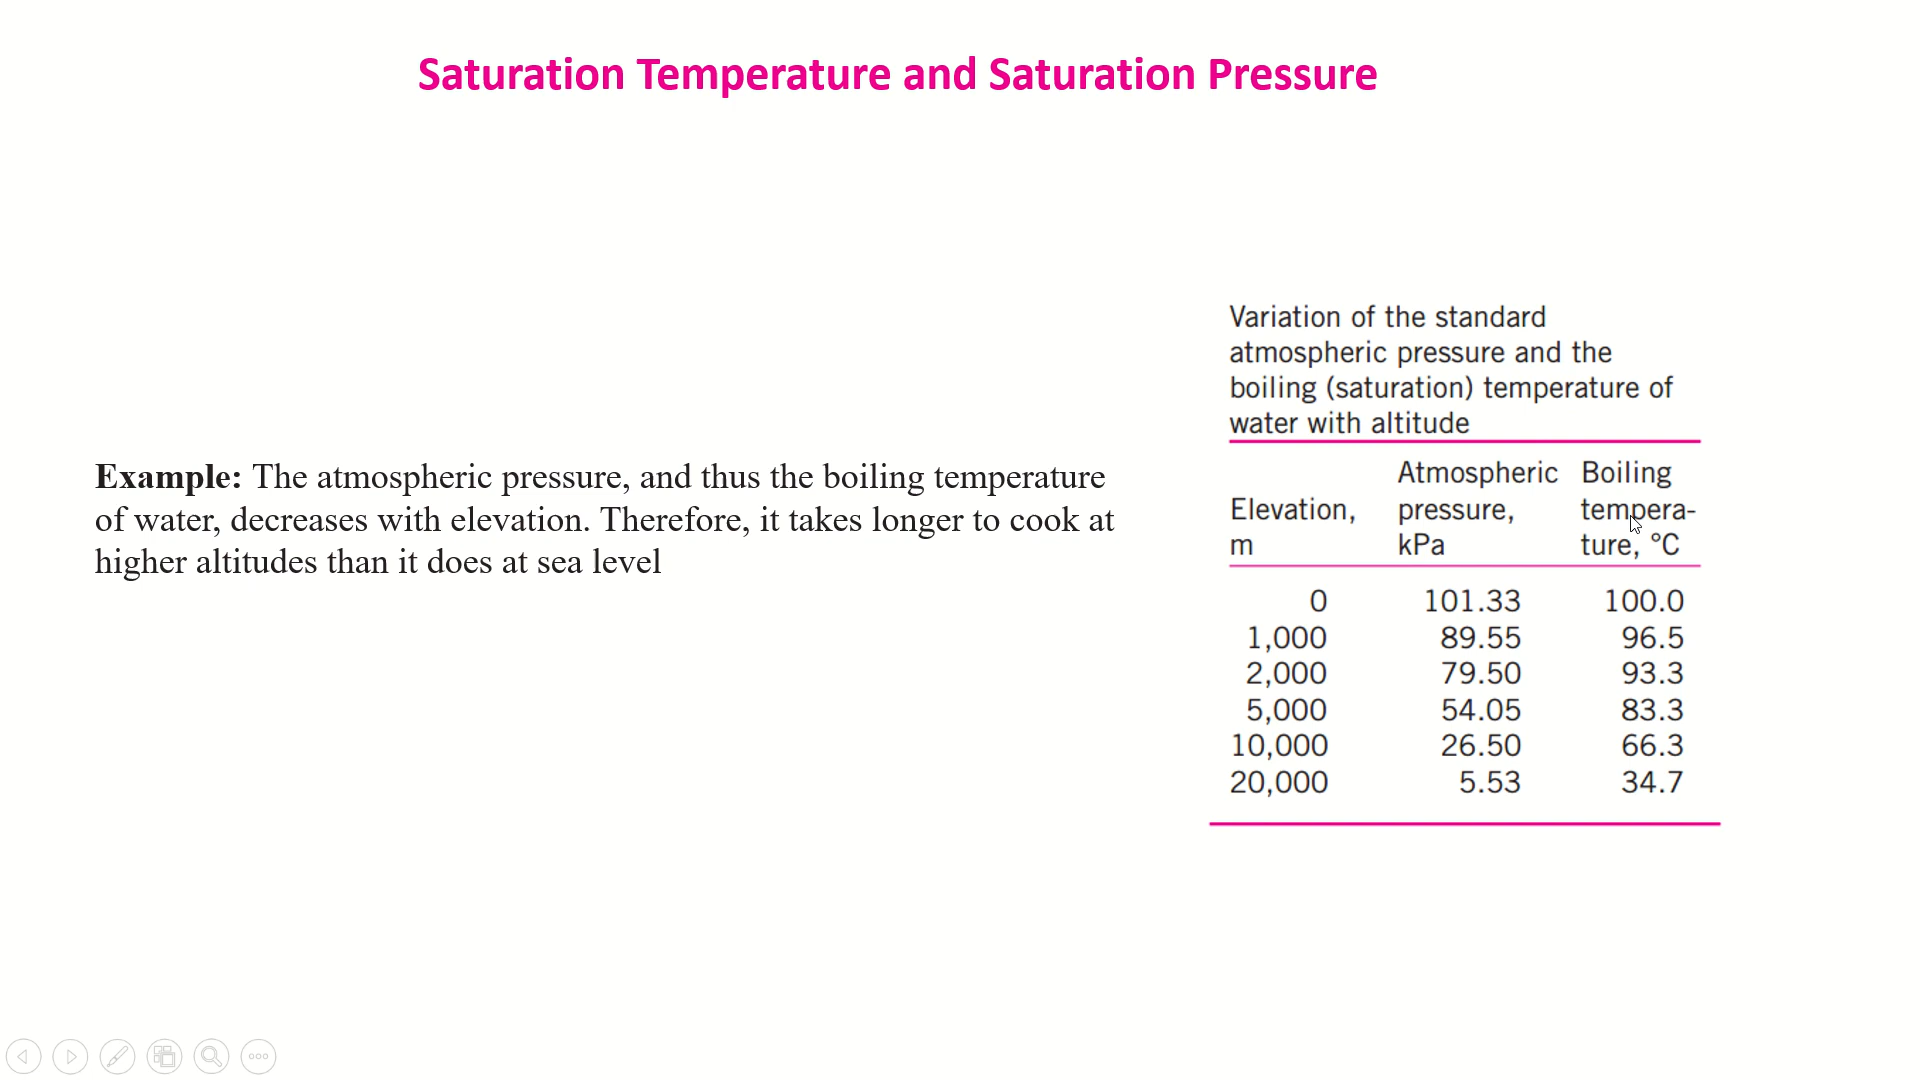 Saturation Temperature and Saturation Pressure
Example: The atmospheric pressure, and thus the boiling temperature
of water, decreases with elevation. Therefore, it takes longer to cook at
higher altitudes than it does at sea level
Variation of the standard
atmospheric pressure and the
boiling (saturation) temperature of
water with altitude
Atmospheric Boiling
Elevation, pressure, tempera-
m kPa ture, °C
0 101.33 100.0
1,000 89.55 96.5
2,000 79.50 93.3
5,000 54.05 83.3
10,000 26.50 66.3
20,000 5.53 34.7